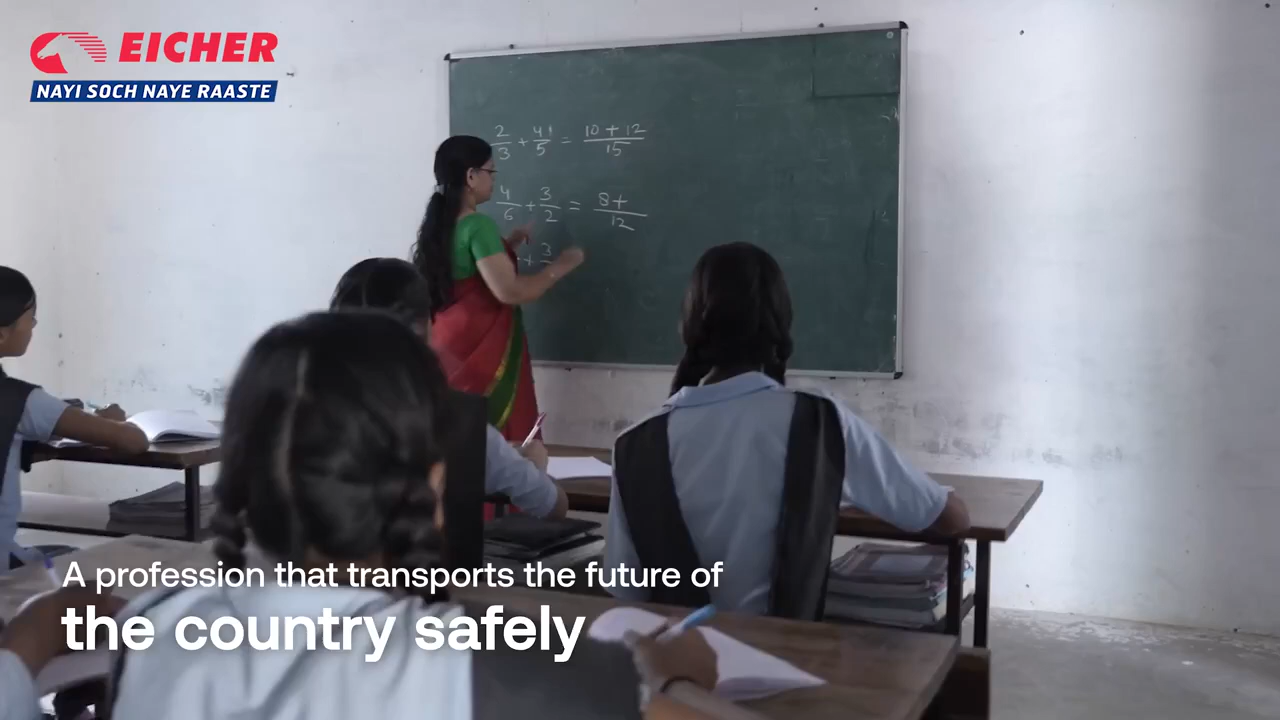 EICHER
NAYI SOCH NAYE RAASTE
2/3 + 4/5 = 10 + 12/15
4/6 + 3/2 = 8+/12
+ 3
A profession that transports the future of
the country safely